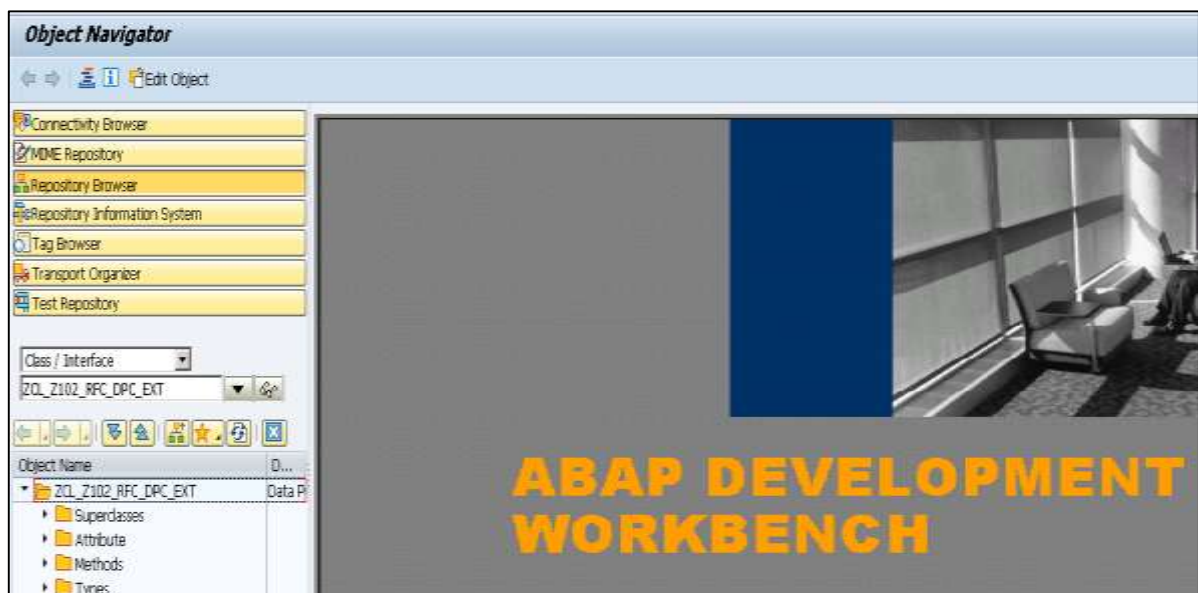 Object Navigator
Edit Object
Connectivity Browser
MIME Repository
Repository Browser
Repository Information System
Tag Browser
Transport Organizer
Test Repository
Class / Interface
ZCL_Z102_RFC_DPC_EXT
Object Name D...
ZCL_Z102_RFC_DPC_EXT Data P
Superclasses
Attribute
Methods
Types
ABAP DEVELOPMENT
WORKBENCH